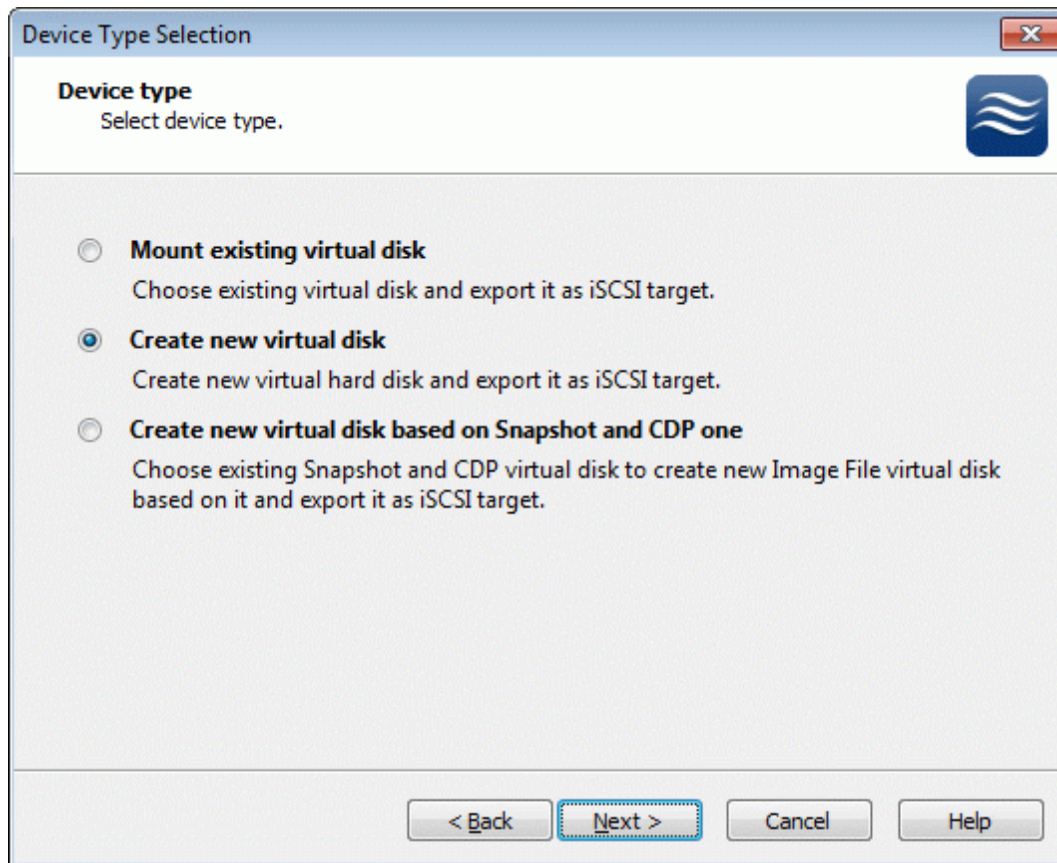 Device Type Selection
Device type
Select device type.
Mount existing virtual disk
Choose existing virtual disk and export it as iSCSI target.
Create new virtual disk
Create new virtual hard disk and export it as iSCSI target.
Create new virtual disk based on Snapshot and CDP one
Choose existing Snapshot and CDP virtual disk to create new Image File virtual disk
based on it and export it as iSCSI target.
< Back Next > Cancel Help